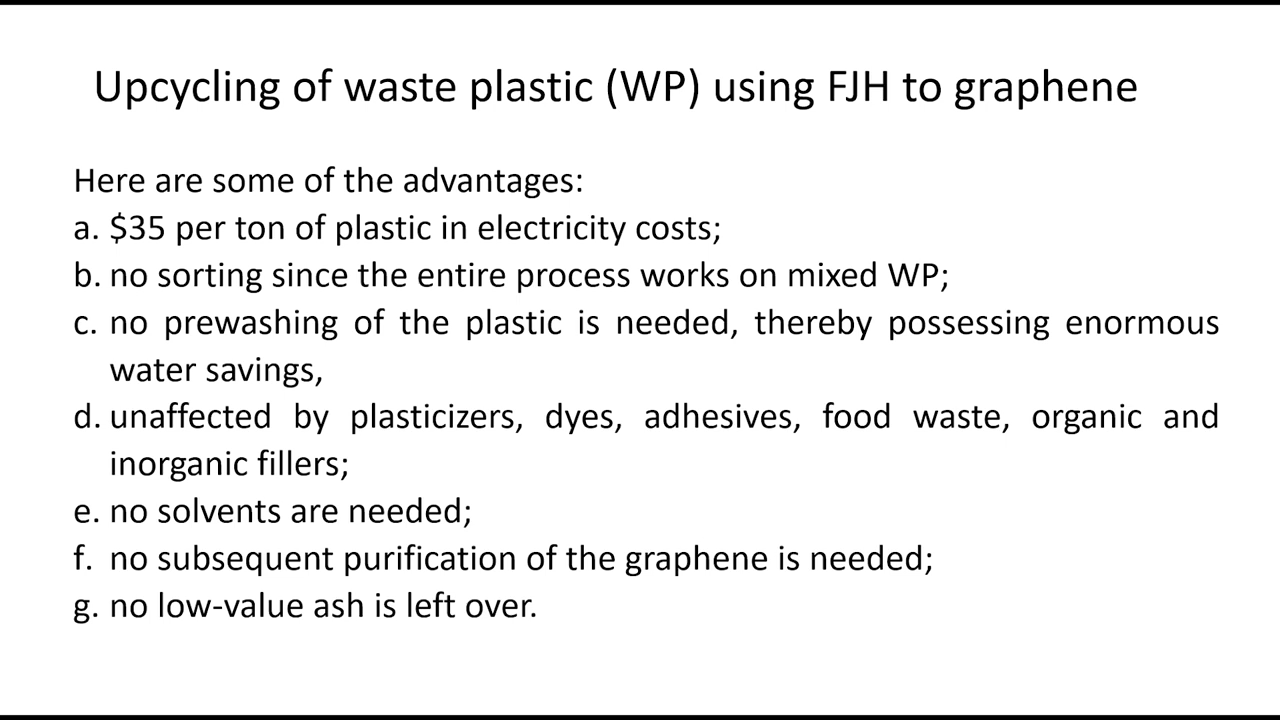 Upcycling of waste plastic (WP) using FJH to graphene
Here are some of the advantages:
a. $35 per ton of plastic in electricity costs;
b. no sorting since the entire process works on mixed WP;
c. no prewashing of the plastic is needed, thereby possessing enormous
water savings,
d. unaffected by plasticizers, dyes, adhesives, food waste, organic and
inorganic fillers;
e. no solvents are needed;
f. no subsequent purification of the graphene is needed;
g. no low-value ash is left over.